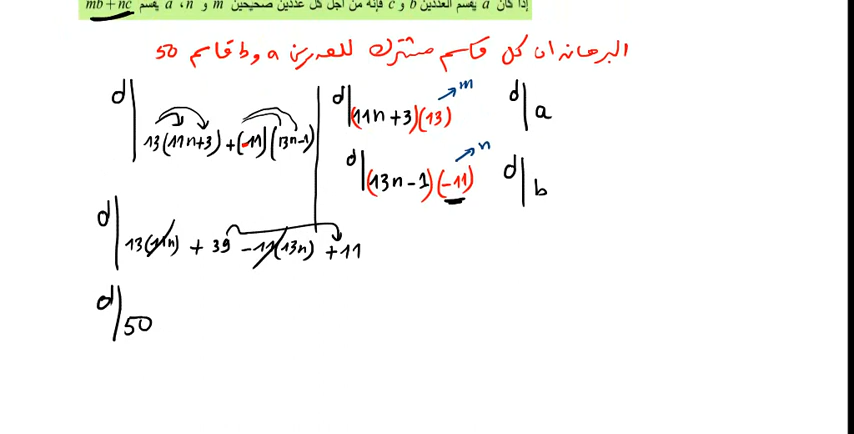 إذا كان a يقسم العددين b و c فإنه من أجل كل عددين صحيحين m و n، a يقسم mb+nc
البرهان ان كل قاسم مشترك للعددين a و b قاسم 50
d | 13(11n+3)+(-11)(13n-1)
d | (11n+3)(13) → m
d | a
d | (13n-1)(-11) → n
d | b
d | 13(11n) + 39 - 11(13n) + 11
d / 50